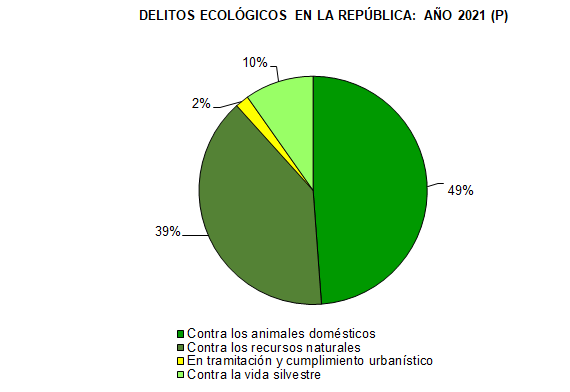 DELITOS ECOLÓGICOS EN LA REPÚBLICA: AÑO 2021 (P)
10%
2%
49%
39%
Contra los animales domésticos
Contra los recursos naturales
En tramitación y cumplimiento urbanístico
Contra la vida silvestre